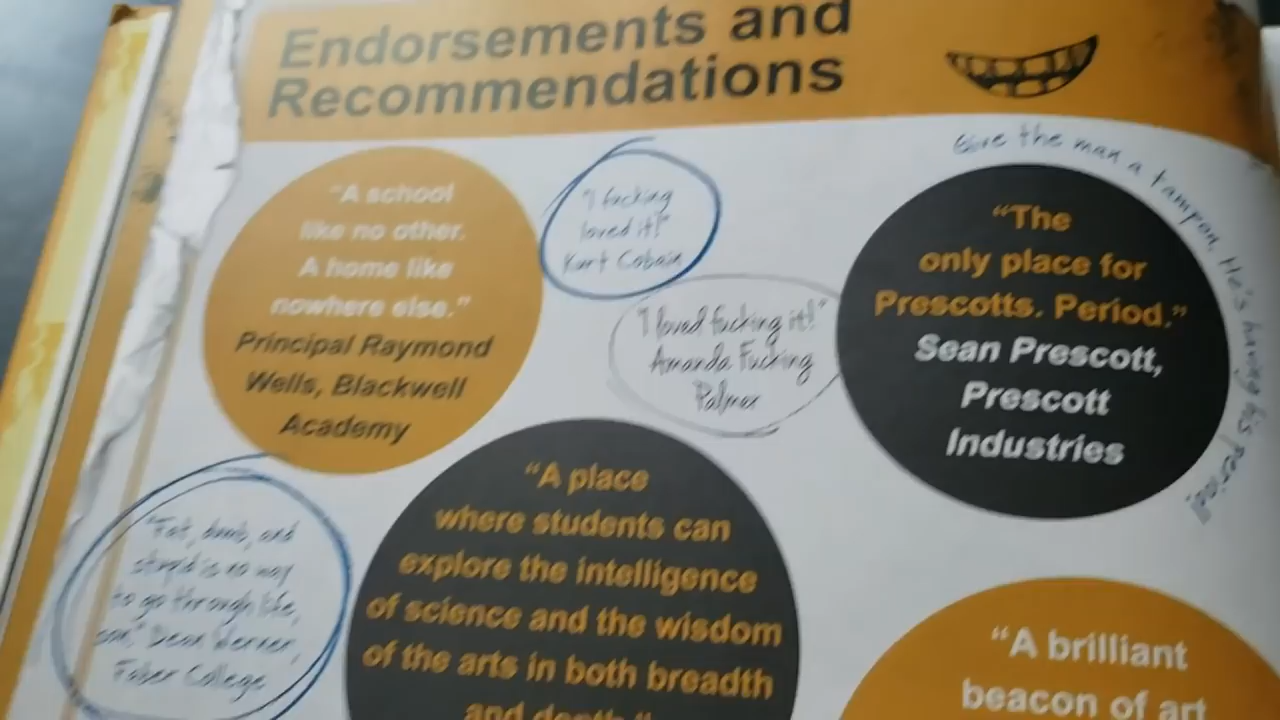 Endorsements and
Recommendations
"A school
like no other.
A home like
nowhere else."
Principal Raymond
Wells, Blackwell
Academy
"I fucking
loved it!"
Kurt Cobain
"I loved fucking it!"
Amanda Fucking
Palmer
Give the man a tampon. He's having his period!
"The
only place for
Prescotts. Period."
Sean Prescott,
Prescott
Industries
"Fat, dumb, and
stupid is no way
to go through life,
son." Dean Wermer,
Faber College
"A place
where students can
explore the intelligence
of science and the wisdom
of the arts in both breadth
and depth."
"A brilliant
beacon of art